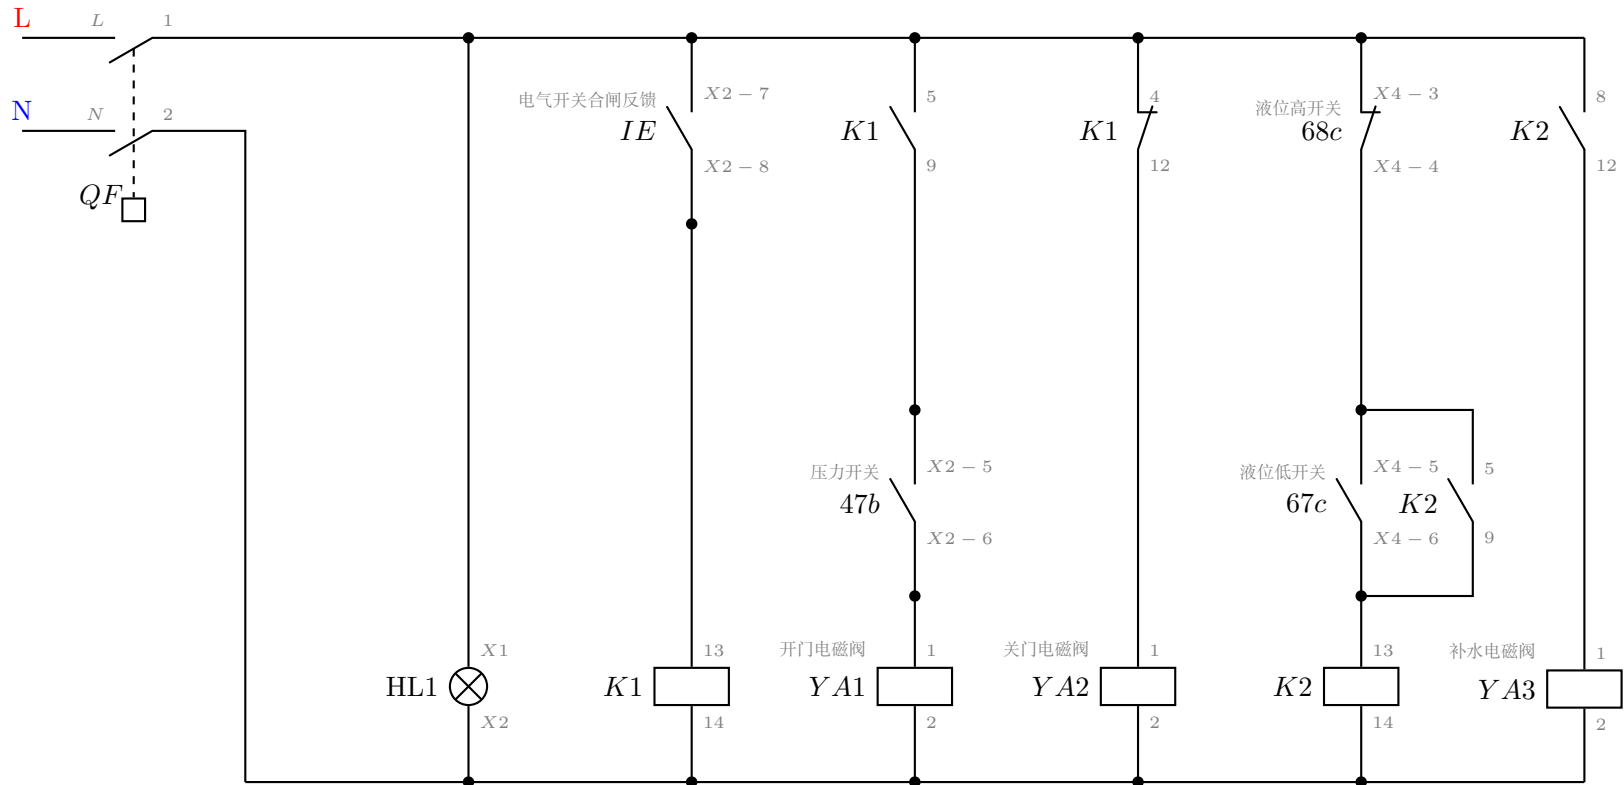 L
L
1
N
N
2
QF
电气开关合闸反馈
IE
X2-7
X2-8
K1
5
9
K1
4
12
液位高开关
68c
X4-3
X4-4
K2
8
12
压力开关
47b
X2-5
X2-6
液位低开关
67c
X4-5
X4-6
K2
5
9
HL1
X1
X2
K1
13
14
开门电磁阀
YA1
1
2
关门电磁阀
YA2
1
2
K2
13
14
补水电磁阀
YA3
1
2